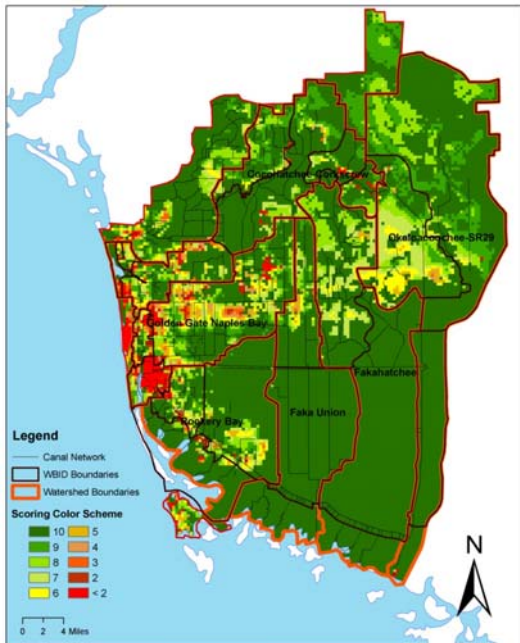 Cocohatchee-Corkscrew
Okaloacoochee-SR29
Golden Gate Naples Bay
Fakahatchee
Faka Union
Rookery Bay
Legend
Canal Network
WBID Boundaries
Watershed Boundaries
Scoring Color Scheme
10 5
9 4
8 3
7 2
6 < 2
0 2 4 Miles
N